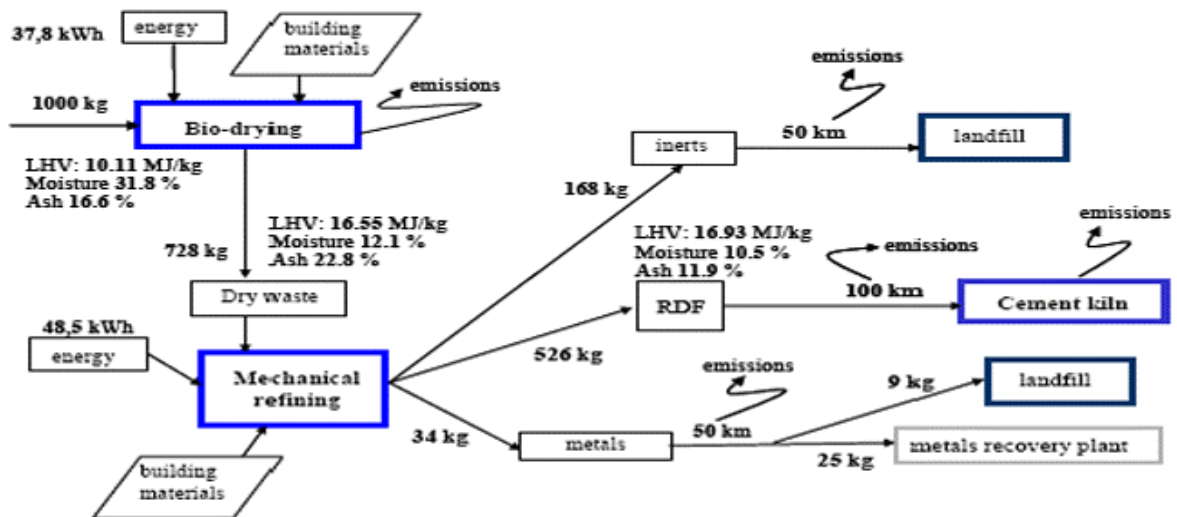 37,8 kWh
energy
building
materials
emissions
1000 kg
Bio-drying
LHV: 10.11 MJ/kg
Moisture 31.8 %
Ash 16.6 %
728 kg
LHV: 16.55 MJ/kg
Moisture 12.1 %
Ash 22.8 %
Dry waste
48,5 kWh
energy
Mechanical
refining
building
materials
168 kg
inerts
emissions
50 km
landfill
526 kg
LHV: 16.93 MJ/kg
Moisture 10.5 %
Ash 11.9 %
RDF
emissions
100 km
emissions
Cement kiln
34 kg
metals
emissions
50 km
9 kg
landfill
25 kg
metals recovery plant